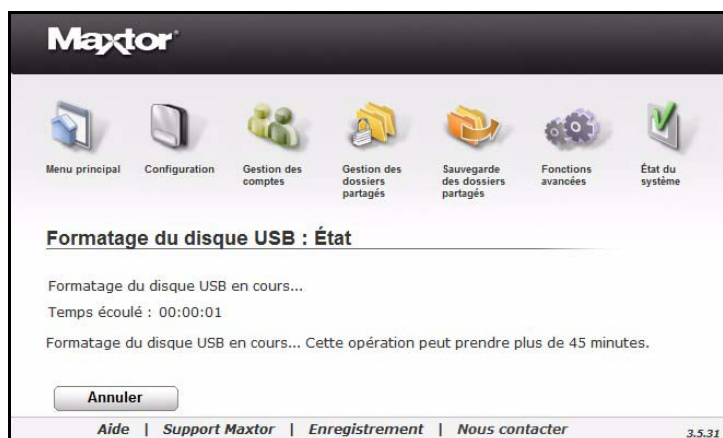 Maxtor
Menu principal
Configuration
Gestion des
comptes
Gestion des
dossiers
partagés
Sauvegarde
des dossiers
partagés
Fonctions
avancées
État du
système
Formatage du disque USB : État
Formatage du disque USB en cours...
Temps écoulé : 00:00:01
Formatage du disque USB en cours... Cette opération peut prendre plus de 45 minutes.
Annuler
Aide | Support Maxtor | Enregistrement | Nous contacter
3.5.31